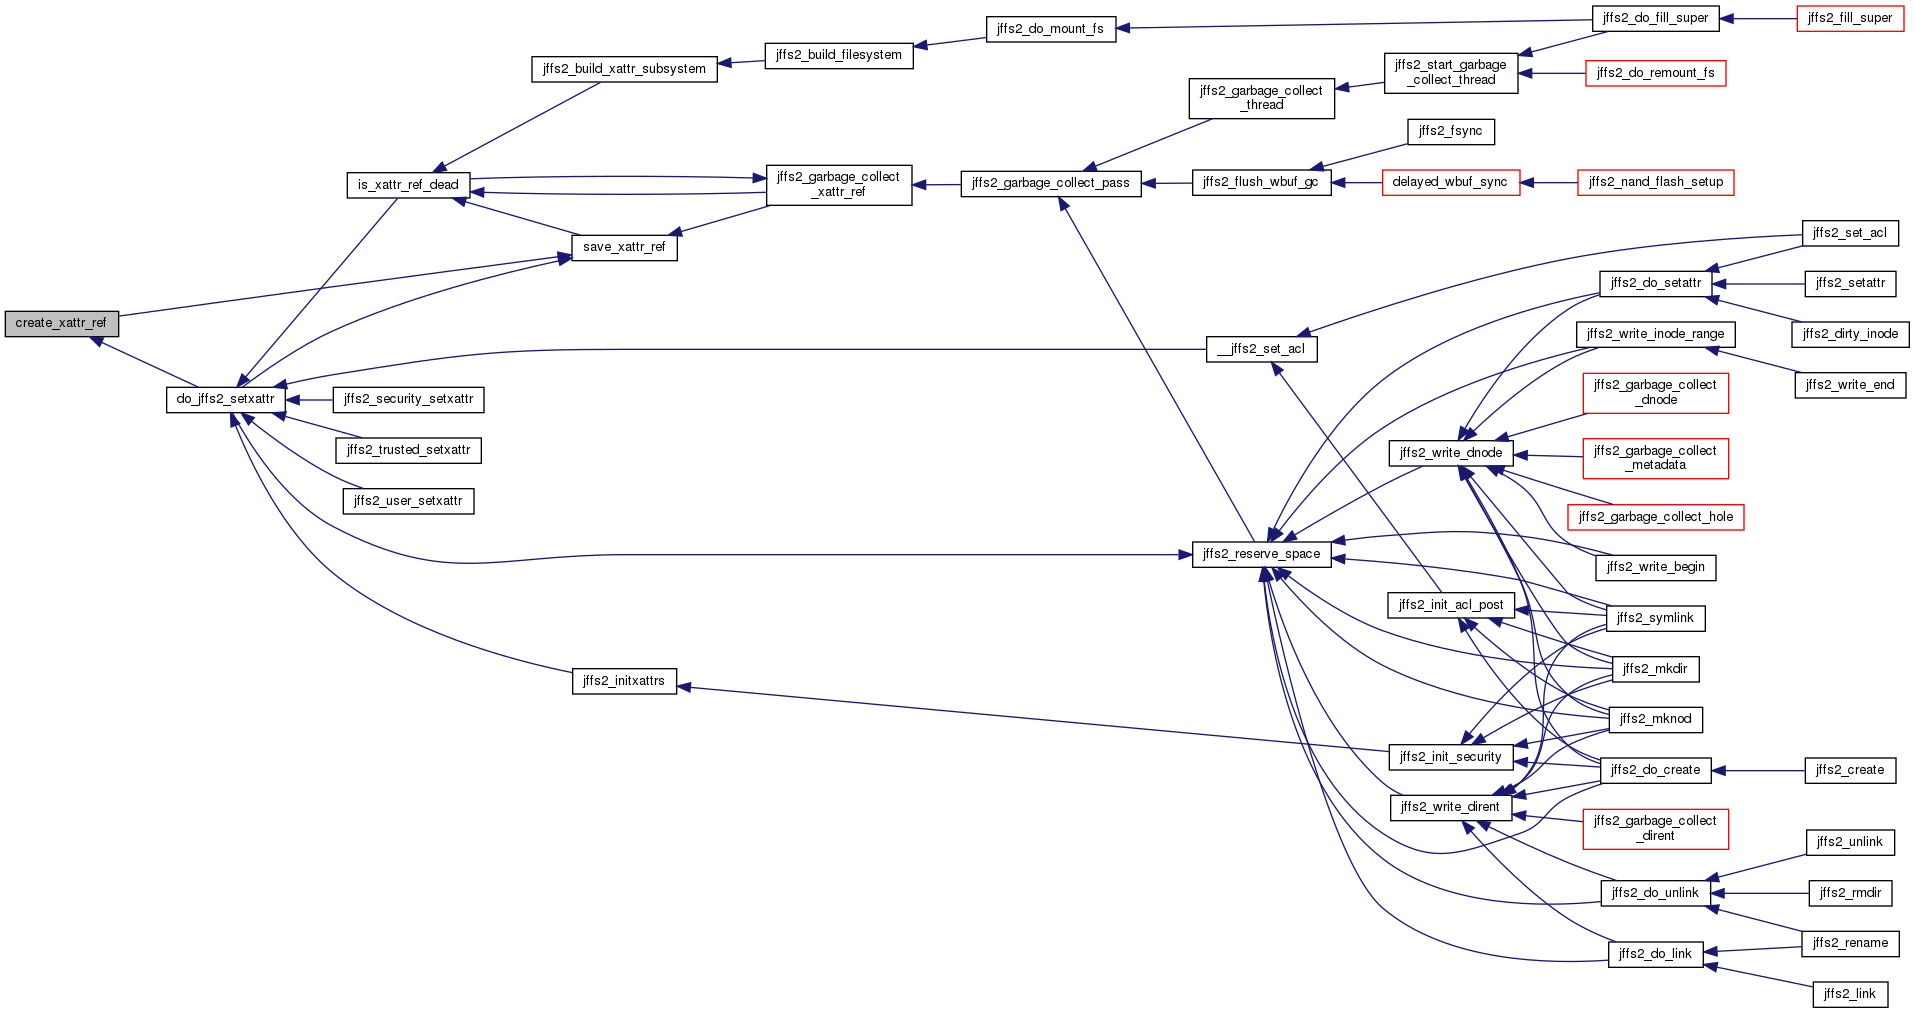 jffs2_do_fill_super
jffs2_fill_super
jffs2_do_mount_fs
jffs2_build_filesystem
jffs2_build_xattr_subsystem
jffs2_start_garbage
_collect_thread
jffs2_do_remount_fs
jffs2_garbage_collect
_thread
jffs2_fsync
is_xattr_ref_dead
jffs2_garbage_collect
_xattr_ref
jffs2_garbage_collect_pass
jffs2_flush_wbuf_gc
delayed_wbuf_sync
jffs2_nand_flash_setup
save_xattr_ref
jffs2_set_acl
jffs2_do_setattr
jffs2_setattr
create_xattr_ref
jffs2_write_inode_range
jffs2_dirty_inode
__jffs2_set_acl
jffs2_write_end
do_jffs2_setxattr
jffs2_security_setxattr
jffs2_garbage_collect
_dnode
jffs2_trusted_setxattr
jffs2_write_dnode
jffs2_garbage_collect
_metadata
jffs2_user_setxattr
jffs2_garbage_collect_hole
jffs2_reserve_space
jffs2_write_begin
jffs2_init_acl_post
jffs2_symlink
jffs2_mkdir
jffs2_initxattrs
jffs2_mknod
jffs2_init_security
jffs2_do_create
jffs2_create
jffs2_write_dirent
jffs2_garbage_collect
_dirent
jffs2_unlink
jffs2_do_unlink
jffs2_rmdir
jffs2_rename
jffs2_do_link
jffs2_link